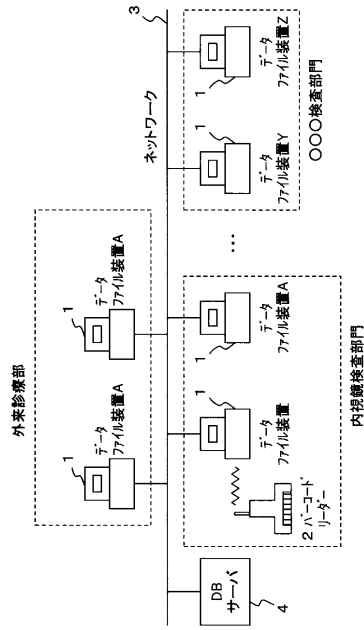 外来診療部
1
データ
ファイル装置A
1
データ
ファイル装置A
ネットワーク
3
DB
サーバ
4
2 バーコード
リーダー
1
データ
ファイル装置
1
データ
ファイル装置A
内視鏡検査部門
…
1
データ
ファイル装置Y
1
データ
ファイル装置Z
○○○検査部門